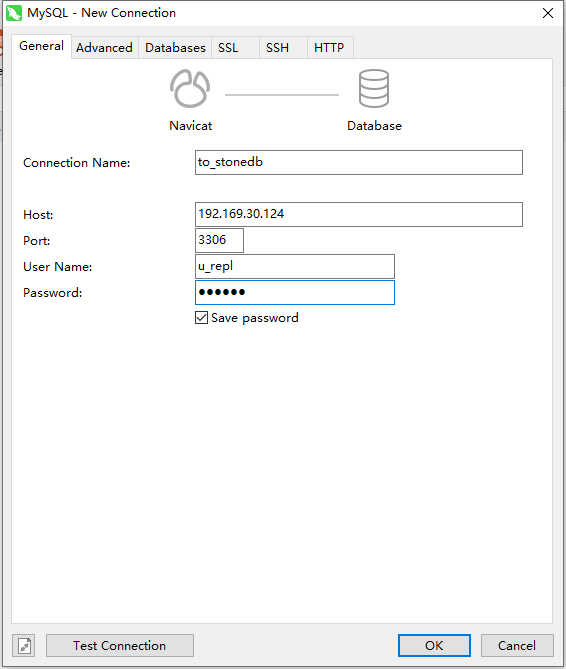 MySQL - New Connection
General Advanced Databases SSL SSH HTTP
Navicat Database
Connection Name: to_stonedb
Host: 192.169.30.124
Port: 3306
User Name: u_repl
Password: ●●●●●●
Save password
Test Connection OK Cancel